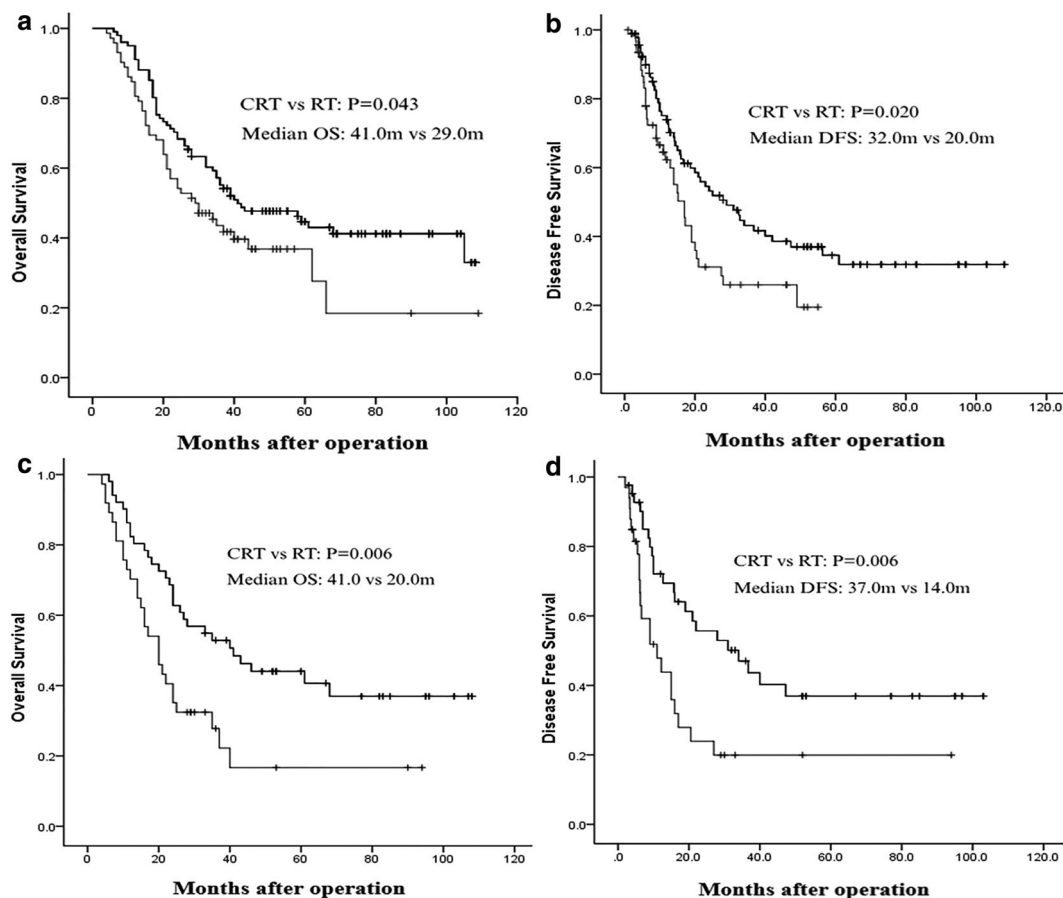 a
Overall Survival
1.0
0.8
0.6
0.4
0.2
0.0
CRT vs RT: P=0.043
Median OS: 41.0m vs 29.0m
0 20 40 60 80 100 120
Months after operation
b
Disease Free Survival
1.0
0.8
0.6
0.4
0.2
0.0
CRT vs RT: P=0.020
Median DFS: 32.0m vs 20.0m
.0 20.0 40.0 60.0 80.0 100.0 120.0
Months after operation
c
Overall Survival
1.0
0.8
0.6
0.4
0.2
0.0
CRT vs RT: P=0.006
Median OS: 41.0 vs 20.0m
0 20 40 60 80 100 120
Months after operation
d
Disease Free Survival
1.0
0.8
0.6
0.4
0.2
0.0
CRT vs RT: P=0.006
Median DFS: 37.0m vs 14.0m
.0 20.0 40.0 60.0 80.0 100.0 120.0
Months after operation